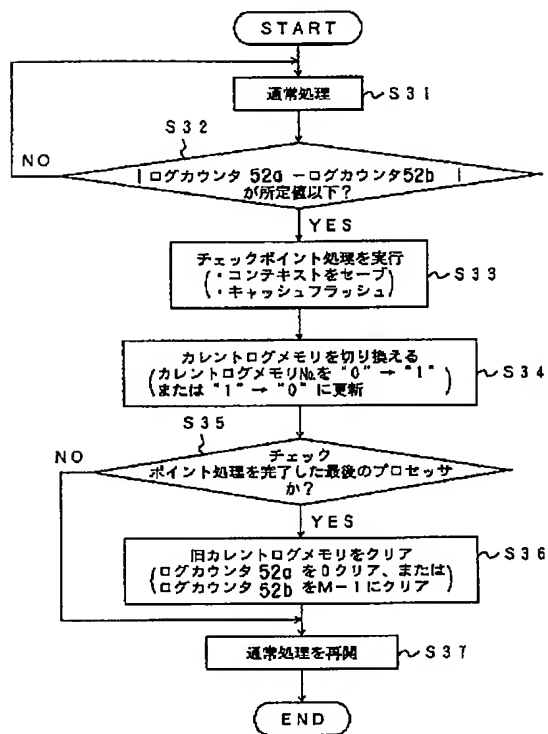 START
通常処理
S31
S32
NO
| ログカウンタ 52a －ログカウンタ52b |
が所定値以下？
YES
チェックポイント処理を実行
(・コンテキストをセーブ
・キャッシュフラッシュ)
S33
カレントログメモリを切り換える
(カレントログメモリNo.を "0" → "1"
または "1" → "0" に更新)
S34
S35
NO
チェック
ポイント処理を完了した最後のプロセッサ
か？
YES
旧カレントログメモリをクリア
(ログカウンタ 52a を0クリア、または
ログカウンタ 52b をM－1にクリア)
S36
通常処理を再開
S37
END